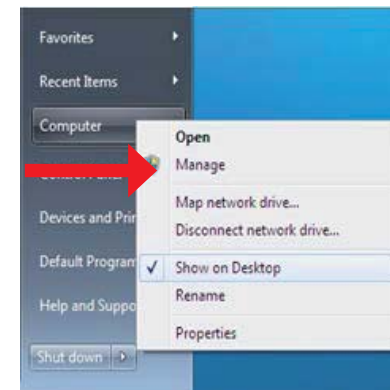 Favorites
Recent Items
Computer
Open
Manage
Map network drive...
Disconnect network drive...
Devices and Prin
Default Program
Show on Desktop
Rename
Help and Suppo
Properties
Shut down